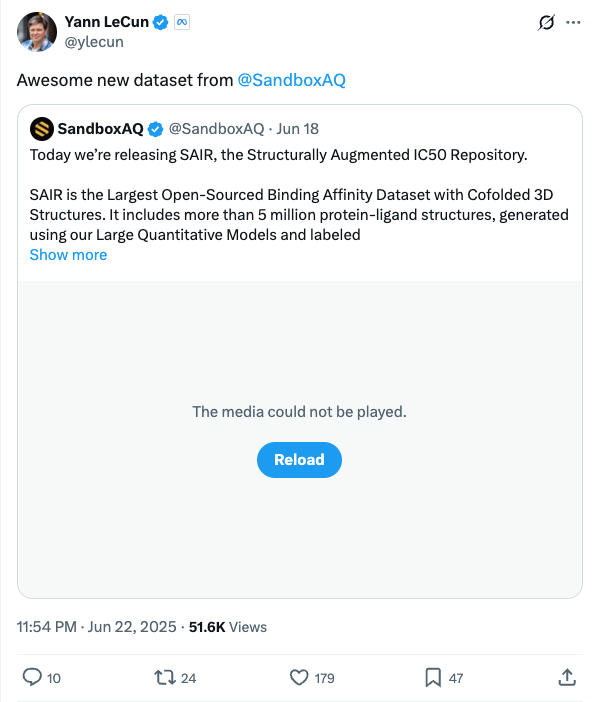 Yann LeCun
@ylecun
Awesome new dataset from @SandboxAQ
SandboxAQ @SandboxAQ · Jun 18
Today we’re releasing SAIR, the Structurally Augmented IC50 Repository.
SAIR is the Largest Open-Sourced Binding Affinity Dataset with Cofolded 3D
Structures. It includes more than 5 million protein-ligand structures, generated
using our Large Quantitative Models and labeled
Show more
The media could not be played.
Reload
11:54 PM · Jun 22, 2025 · 51.6K Views
10 24 179 47